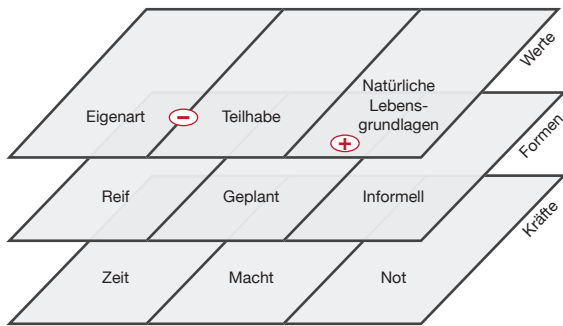 Werte
Natürliche
Lebens-
grundlagen
Eigenart
−
Teilhabe
+
Formen
Reif
Geplant
Informell
Kräfte
Zeit
Macht
Not